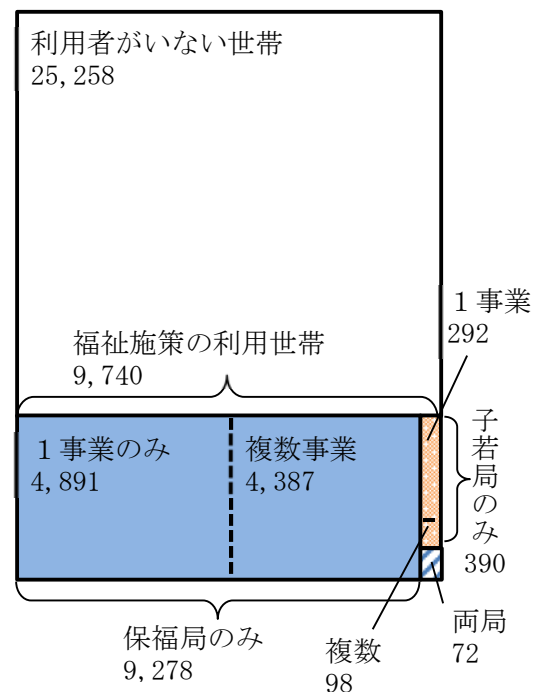 利用者がいない世帯
25,258
1事業
292
福祉施策の利用世帯
9,740
1事業のみ
4,891
複数事業
4,387
子若局のみ
390
保福局のみ
9,278
複数
98
両局
72